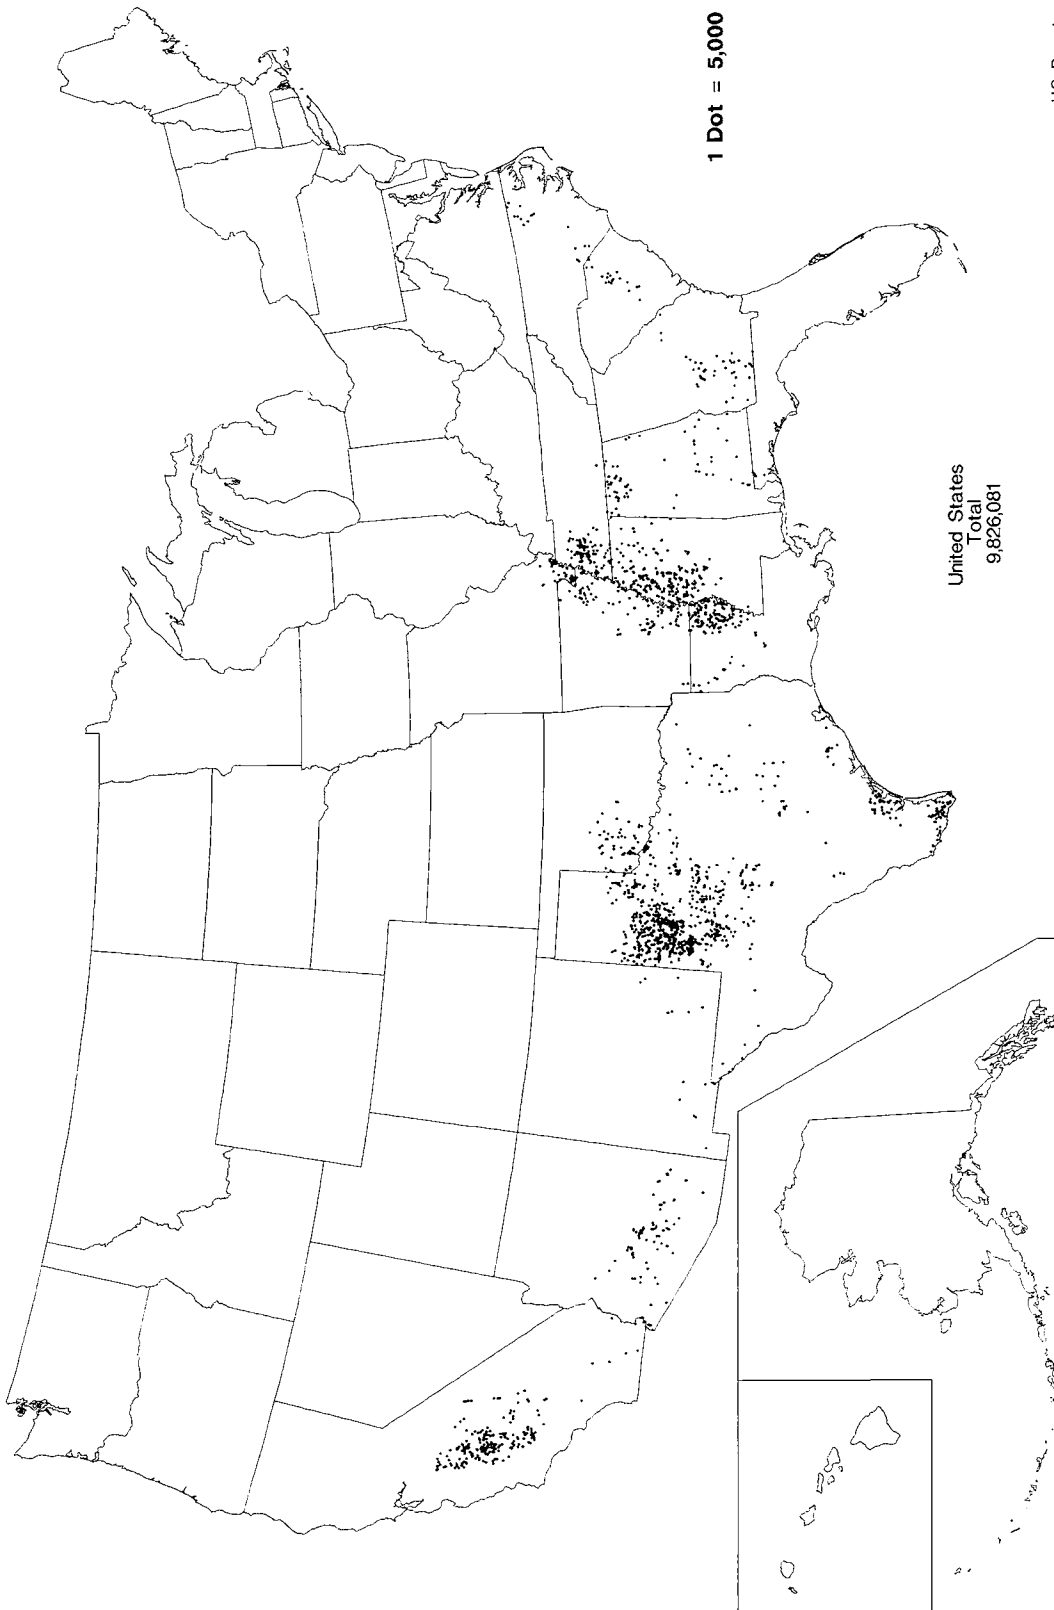 1 Dot = 5,000
United States
Total
9,826,081